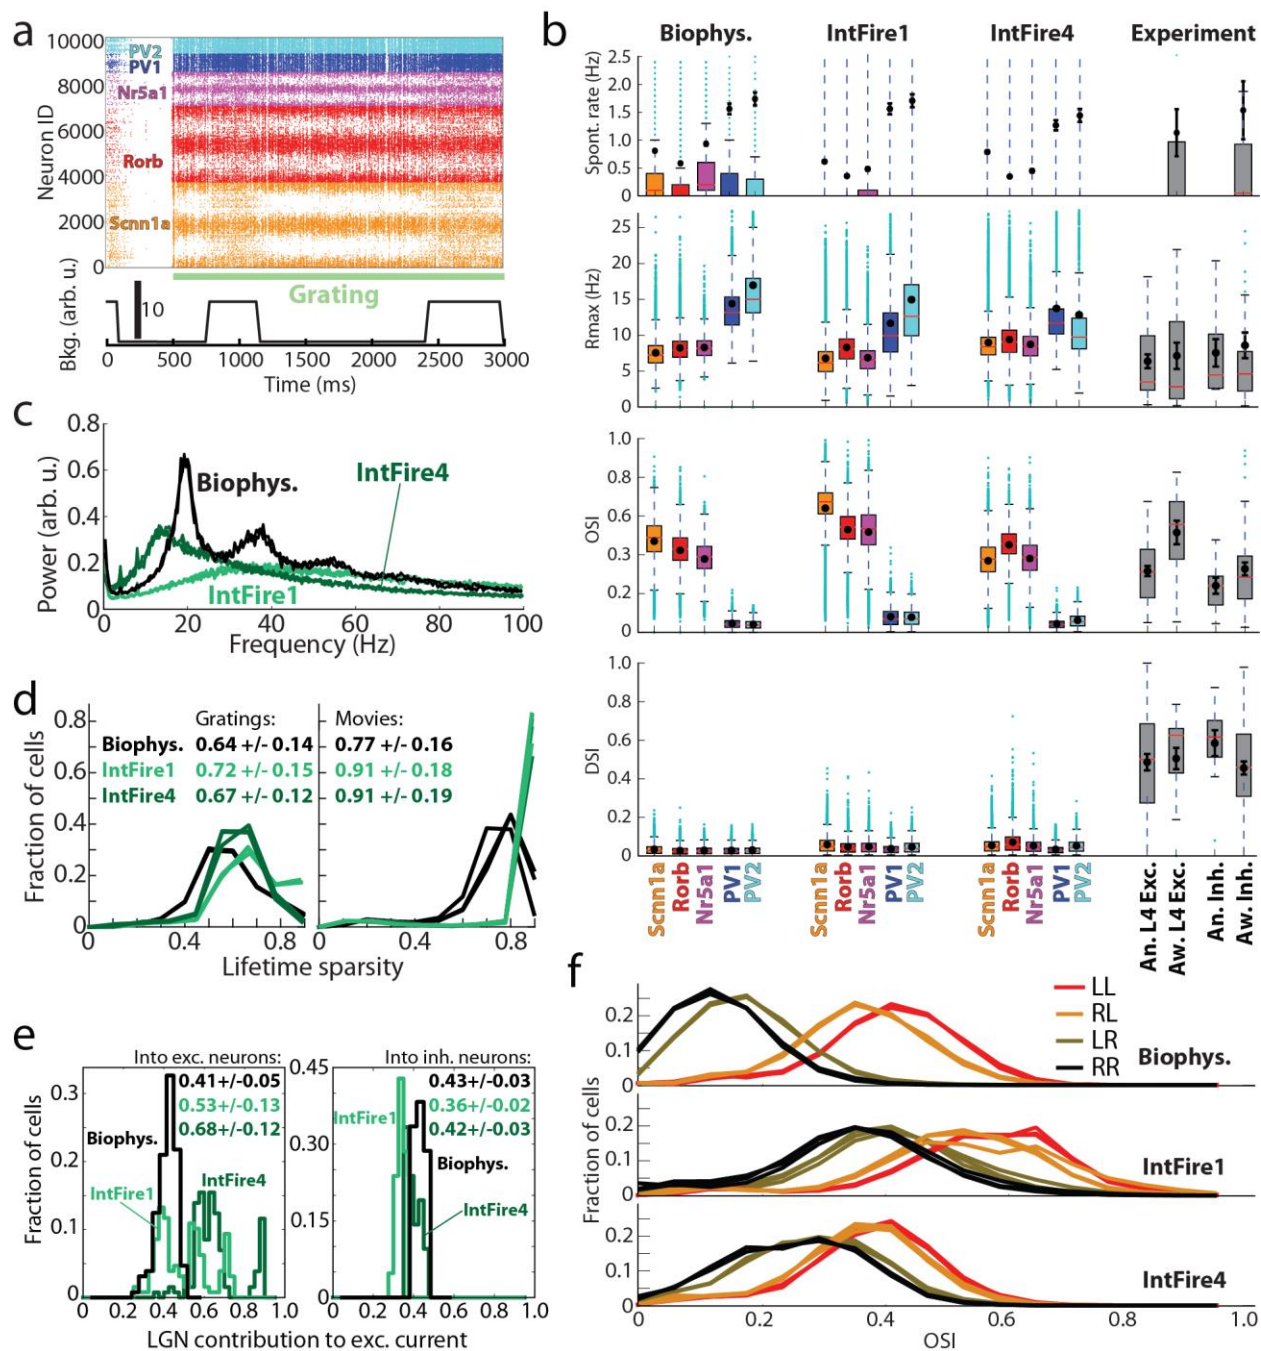 a
10000
8000
6000
4000
2000
0
Neuron ID
PV2
PV1
Nr5a1
Rorb
Scnn1a
Grating
Bkg. (arb. u.)
10
0 500 1000 1500 2000 2500 3000
Time (ms)
b
Biophys. IntFire1 IntFire4 Experiment
Spont. rate (Hz)
2.5
2.0
1.5
1.0
0.5
0
Rmax (Hz)
25
20
15
10
5
0
OSI
1.0
0.8
0.6
0.3
0.2
0
DSI
1.0
0.8
0.6
0.4
0.2
0
Scnn1a Rorb Nr5a1 PV1 PV2
Scnn1a Rorb Nr5a1 PV1 PV2
Scnn1a Rorb Nr5a1 PV1 PV2
An. L4 Exc. Aw. L4 Exc. An. Inh. Aw. Inh.
c
Power (arb. u.)
0.8
0.6
0.4
0.2
0
Biophys.
IntFire4
IntFire1
0 20 40 60 80 100
Frequency (Hz)
d
Fraction of cells
0.8
0.6
0.4
0.2
0
Gratings: Movies:
Biophys. 0.64 +/- 0.14 0.77 +/- 0.16
IntFire1 0.72 +/- 0.15 0.91 +/- 0.18
IntFire4 0.67 +/- 0.12 0.91 +/- 0.19
0 0.4 0.8 0 0.4 0.8
Lifetime sparsity
e
Fraction of cells
Into exc. neurons:
0.41+/-0.05
0.53+/-0.13
0.68+/-0.12
0.3
0.2
0.1
0
Biophys.
IntFire1
IntFire4
0 0.2 0.4 0.6 0.8 1.0
Into inh. neurons:
0.43+/-0.03
0.36+/-0.02
0.42+/-0.03
0.45
0.30
0.15
0
IntFire1
Biophys.
IntFire4
0 0.2 0.4 0.6 0.8 1.0
LGN contribution to exc. current
f
Fraction of cells
LL
RL
LR
RR
0.2
0.1
0
Biophys.
0.2
0.1
0
IntFire1
0.2
0.1
0
IntFire4
0 0.2 0.4 0.6 0.8 1.0
OSI